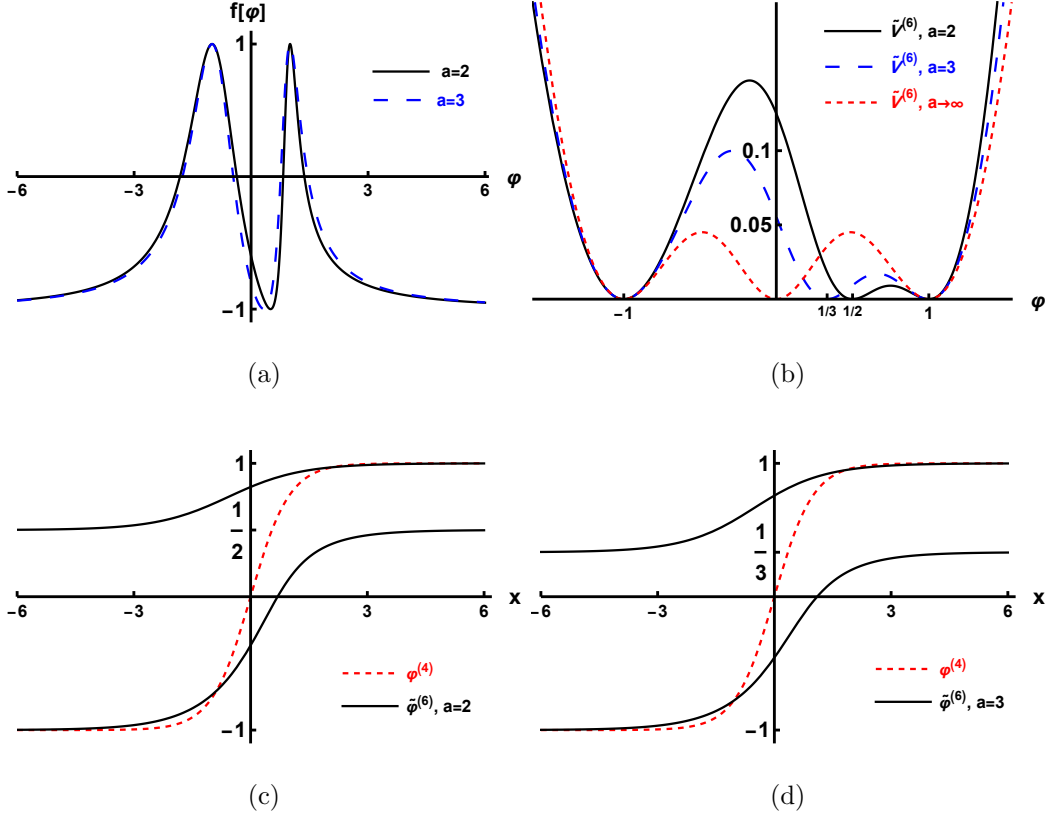 f[φ]
1
a=2
a=3
-6
-3
3
6
φ
-1
(a)
Ṽ⁽⁶⁾, a=2
Ṽ⁽⁶⁾, a=3
Ṽ⁽⁶⁾, a→∞
0.1
0.05
-1
1/3
1/2
1
φ
(b)
1
1
2
-6
-3
3
6
x
φ⁽⁴⁾
φ̃⁽⁶⁾, a=2
-1
(c)
1
1
3
-6
-3
3
6
x
φ⁽⁴⁾
φ̃⁽⁶⁾, a=3
-1
(d)